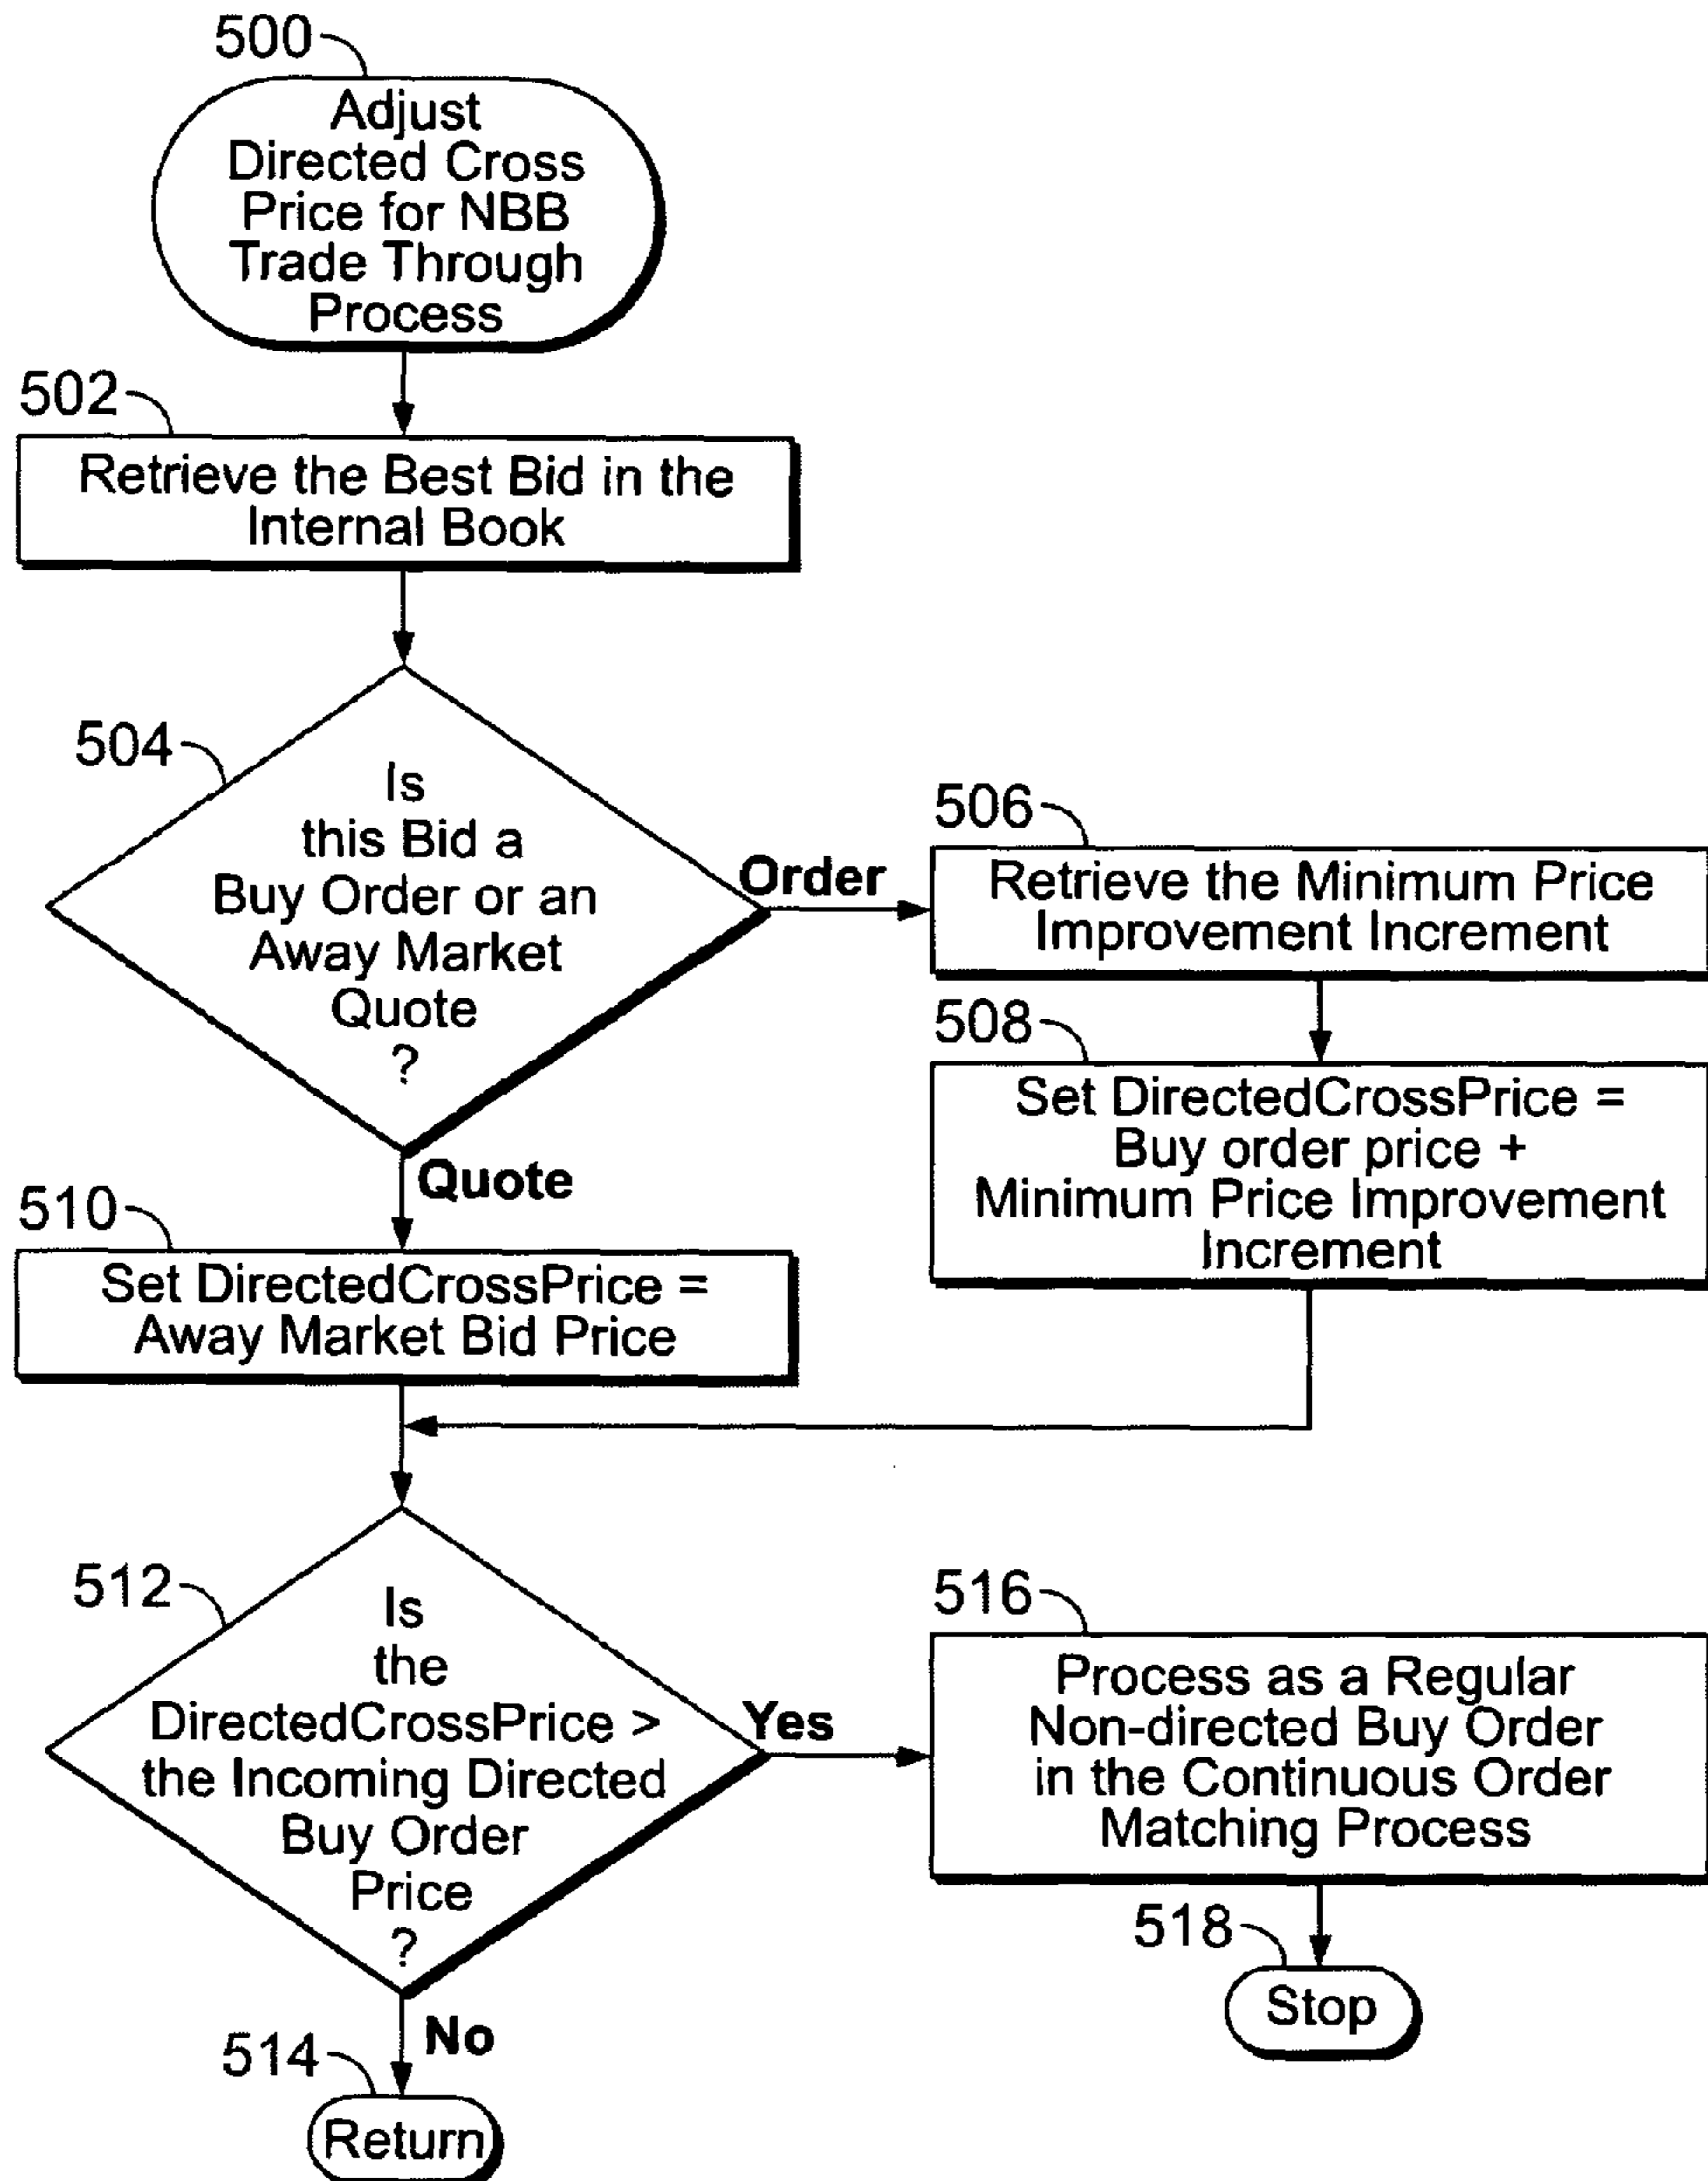 500
Adjust
Directed Cross
Price for NBB
Trade Through
Process
502
Retrieve the Best Bid in the
Internal Book
504
Is
this Bid a
Buy Order or an
Away Market
Quote
?
Order
506
Retrieve the Minimum Price
Improvement Increment
508
Set DirectedCrossPrice =
Buy order price +
Minimum Price Improvement
Increment
Quote
510
Set DirectedCrossPrice =
Away Market Bid Price
512
Is
the
DirectedCrossPrice >
the Incoming Directed
Buy Order
Price
?
Yes
516
Process as a Regular
Non-directed Buy Order
in the Continuous Order
Matching Process
518
Stop
No
514
Return